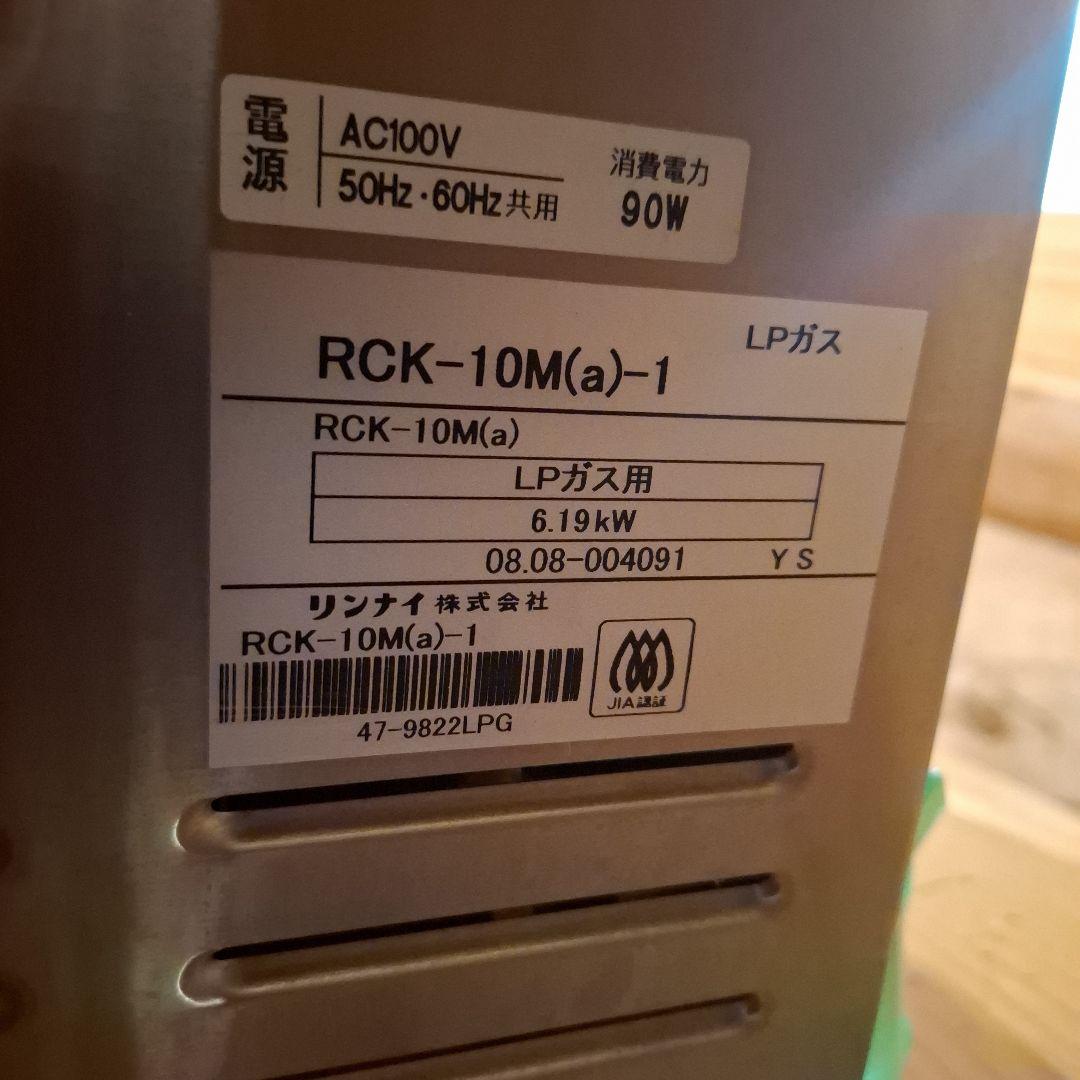 電源
AC100V
50Hz・60Hz共用
消費電力
90W
LPガス
RCK-10M(a)-1
RCK-10M(a)
LPガス用
6.19kW
08.08-004091 YS
リンナイ株式会社
RCK-10M(a)-1
JIA認証
47-9822LPG